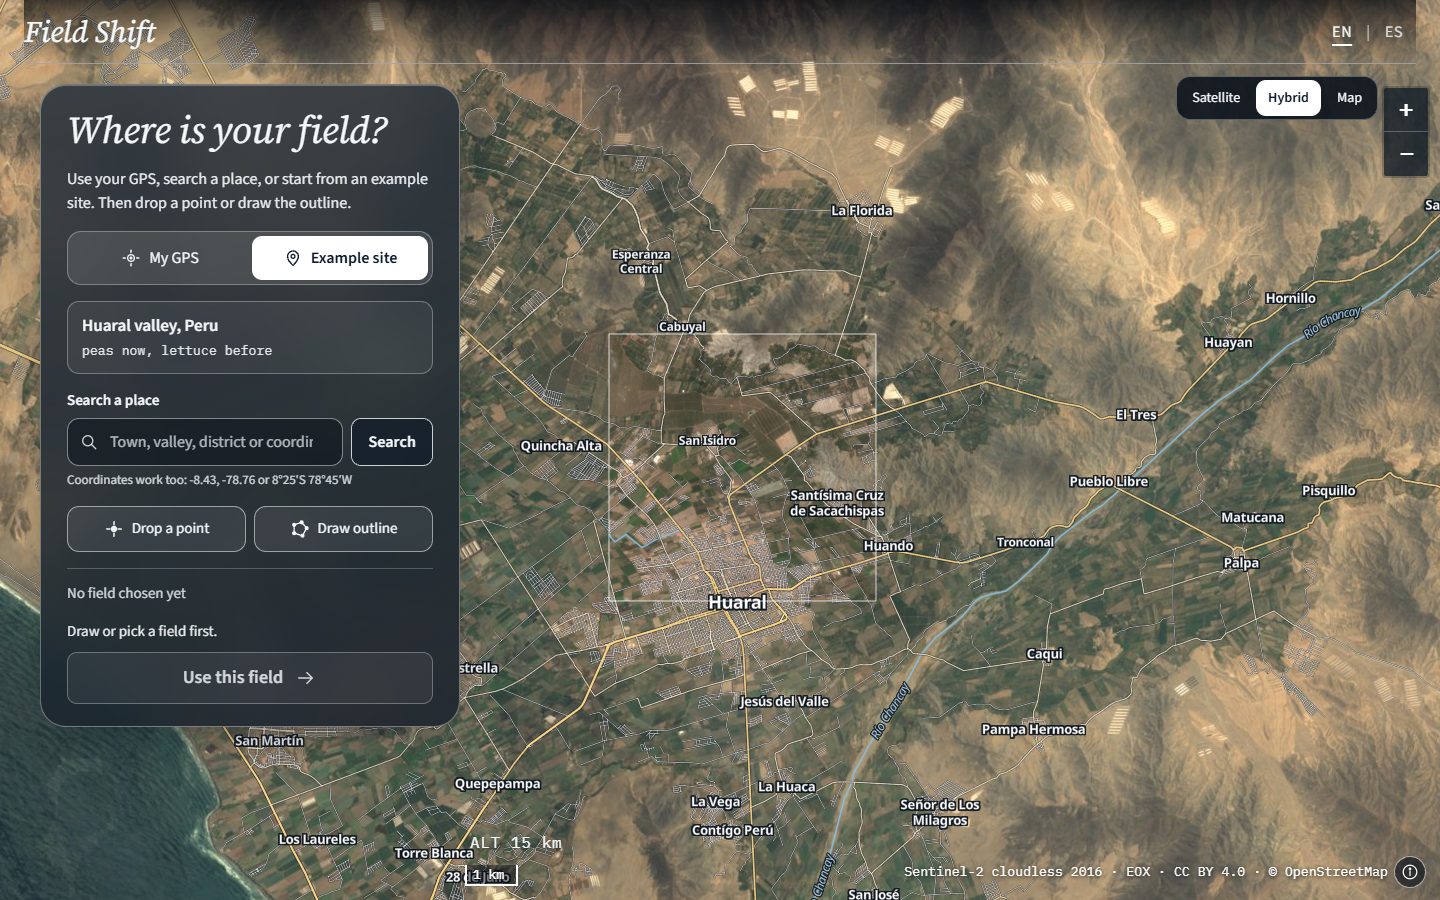 Field Shift
EN | ES
Satellite
Hybrid
Map
+
−
Where is your field?
Use your GPS, search a place, or start from an example
site. Then drop a point or draw the outline.
My GPS
Example site
Huaral valley, Peru
peas now, lettuce before
Search a place
Town, valley, district or coordin
Search
Coordinates work too: -8.43, -78.76 or 8°25'S 78°45'W
Drop a point
Draw outline
No field chosen yet
Draw or pick a field first.
Use this field →
La Florida
Sa
Esperanza
Central
Hornillo
Río Chancay
Cabuyal
Huayan
El Tres
Quincha Alta
San Isidro
Pueblo Libre
Santísima Cruz
de Sacachispas
Pisquillo
Matucana
Huando
Tronconal
Palpa
Huaral
Caqui
strella
Jesús del Valle
Río Chancay
Pampa Hermosa
San Martín
Quepepampa
La Huaca
La Vega
Señor de Los
Milagros
Contígo Perú
Los Laureles
Torre Blanca
ALT 15 km
28
1 km
Chancay
San José
Sentinel-2 cloudless 2016 · EOX · CC BY 4.0 · © OpenStreetMap